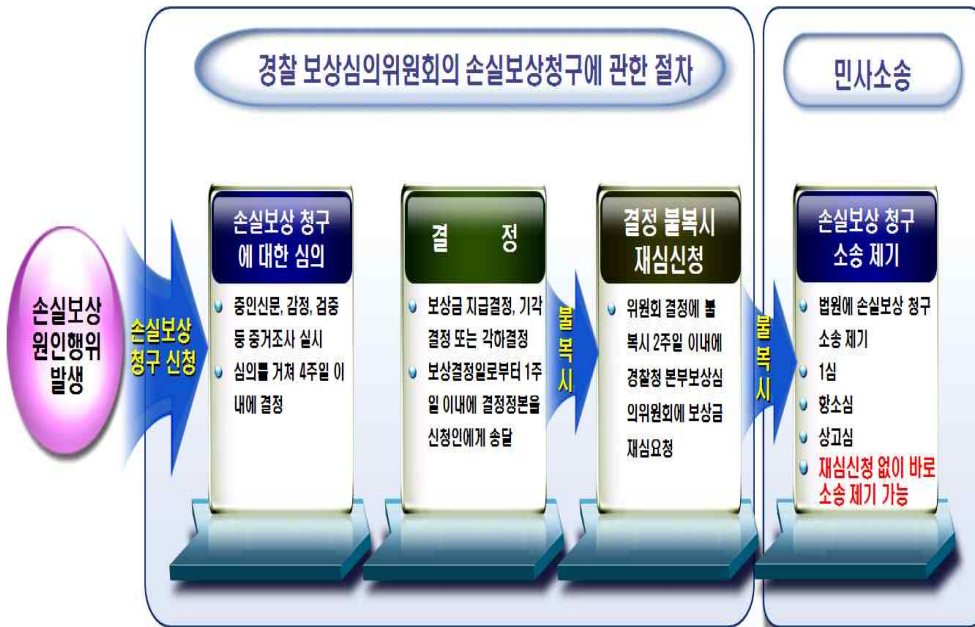 경찰 보상심의위원회의 손실보상청구에 관한 절차
민사소송
손실보상
원인행위
발생
손실보상
청구 신청
손실보상 청구
에 대한 심의
증인신문, 감정, 검증
등 증거조사 실시
심의를 거쳐 4주일 이
내에 결정
결 정
보상금 지급결정, 기각
결정 또는 각하결정
보상결정일로부터 1주
일 이내에 결정정본을
신청인에게 송달
불복시
결정 불복시
재심신청
위원회 결정에 불
복시 2주일 이내에
경찰청 본부보상심
의위원회에 보상금
재심요청
불복시
손실보상 청구
소송 제기
법원에 손실보상 청구
소송 제기
1심
항소심
상고심
재심신청 없이 바로
소송 제기 가능